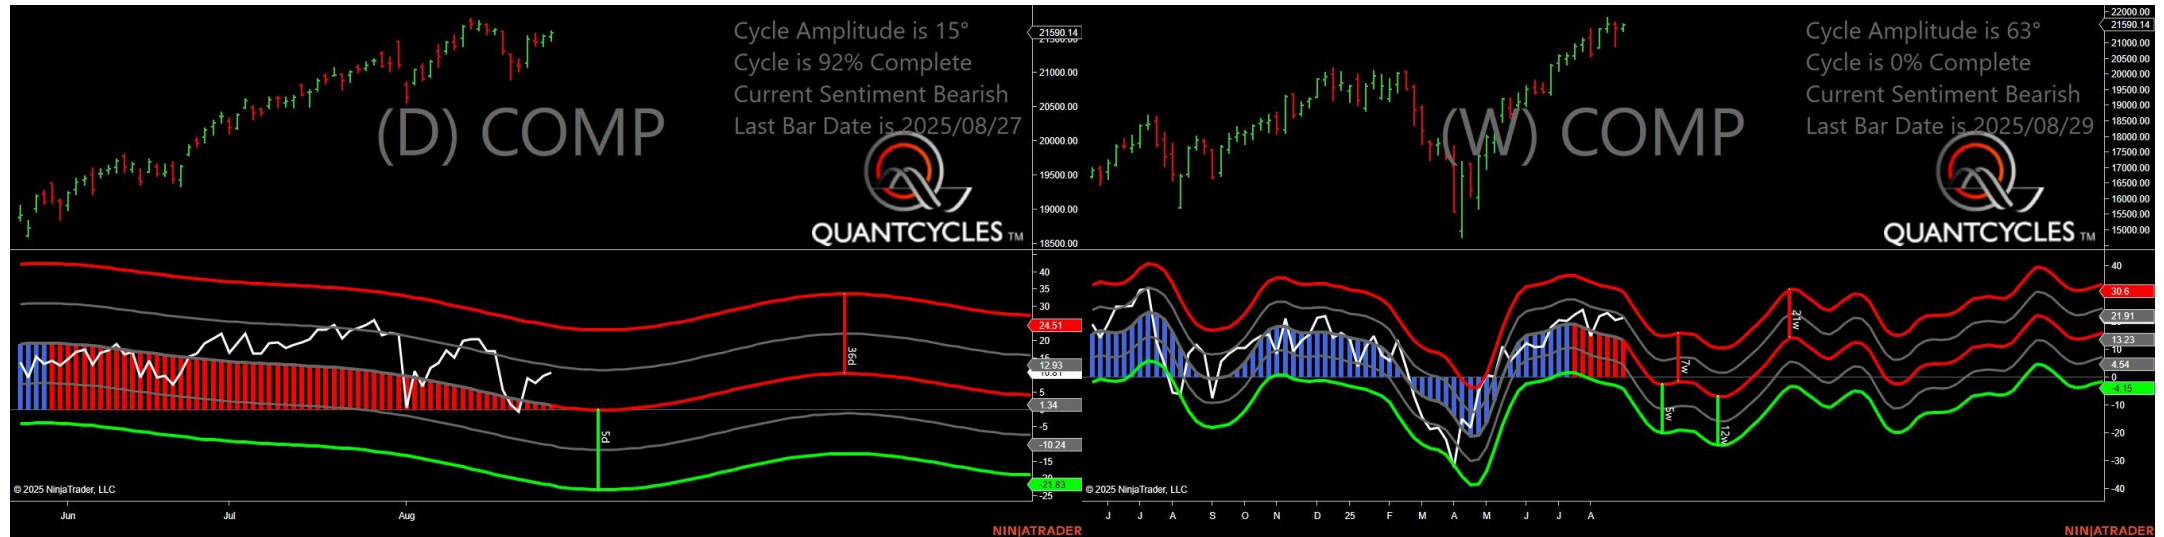 Cycle Amplitude is 15°
Cycle is 92% Complete
Current Sentiment Bearish
Last Bar Date is 2025/08/27
(D) COMP
QUANTCYCLES TM
21590.14
21500.00
21000.00
20500.00
20000.00
19500.00
19000.00
18500.00
40
35
30
24.51
20
15
12.93
10.81
5
1.34
-5
-10.24
-15
-21.83
-25
36d
5d
© 2025 NinjaTrader, LLC
Jun Jul Aug
NINJATRADER
Cycle Amplitude is 63°
Cycle is 0% Complete
Current Sentiment Bearish
Last Bar Date is 2025/08/29
(W) COMP
QUANTCYCLES TM
22000.00
21590.14
21000.00
20500.00
20000.00
19500.00
19000.00
18500.00
18000.00
17500.00
17000.00
16500.00
16000.00
15500.00
15000.00
40
30.6
21.91
13.23
10
4.54
0
-4.15
-10
-20
-30
-40
21w
7w
5w
12w
© 2025 NinjaTrader, LLC
J J A S O N D 25 F M A M J J A
NINJATRADER